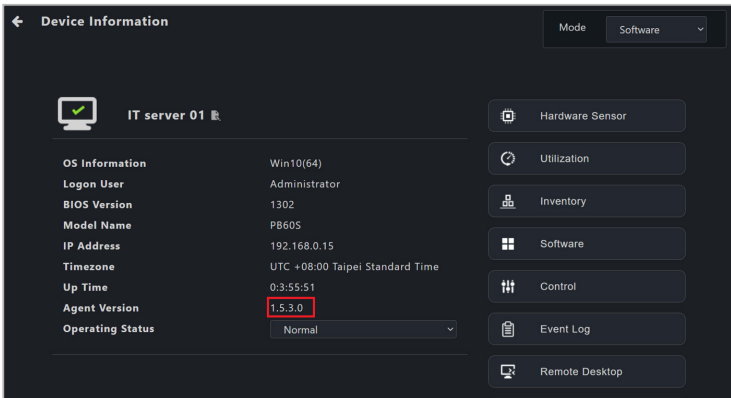 Device Information
Mode Software
IT server 01
OS Information Win10(64)
Logon User Administrator
BIOS Version 1302
Model Name PB60S
IP Address 192.168.0.15
Timezone UTC +08:00 Taipei Standard Time
Up Time 0:3:55:51
Agent Version 1.5.3.0
Operating Status Normal
Hardware Sensor
Utilization
Inventory
Software
Control
Event Log
Remote Desktop